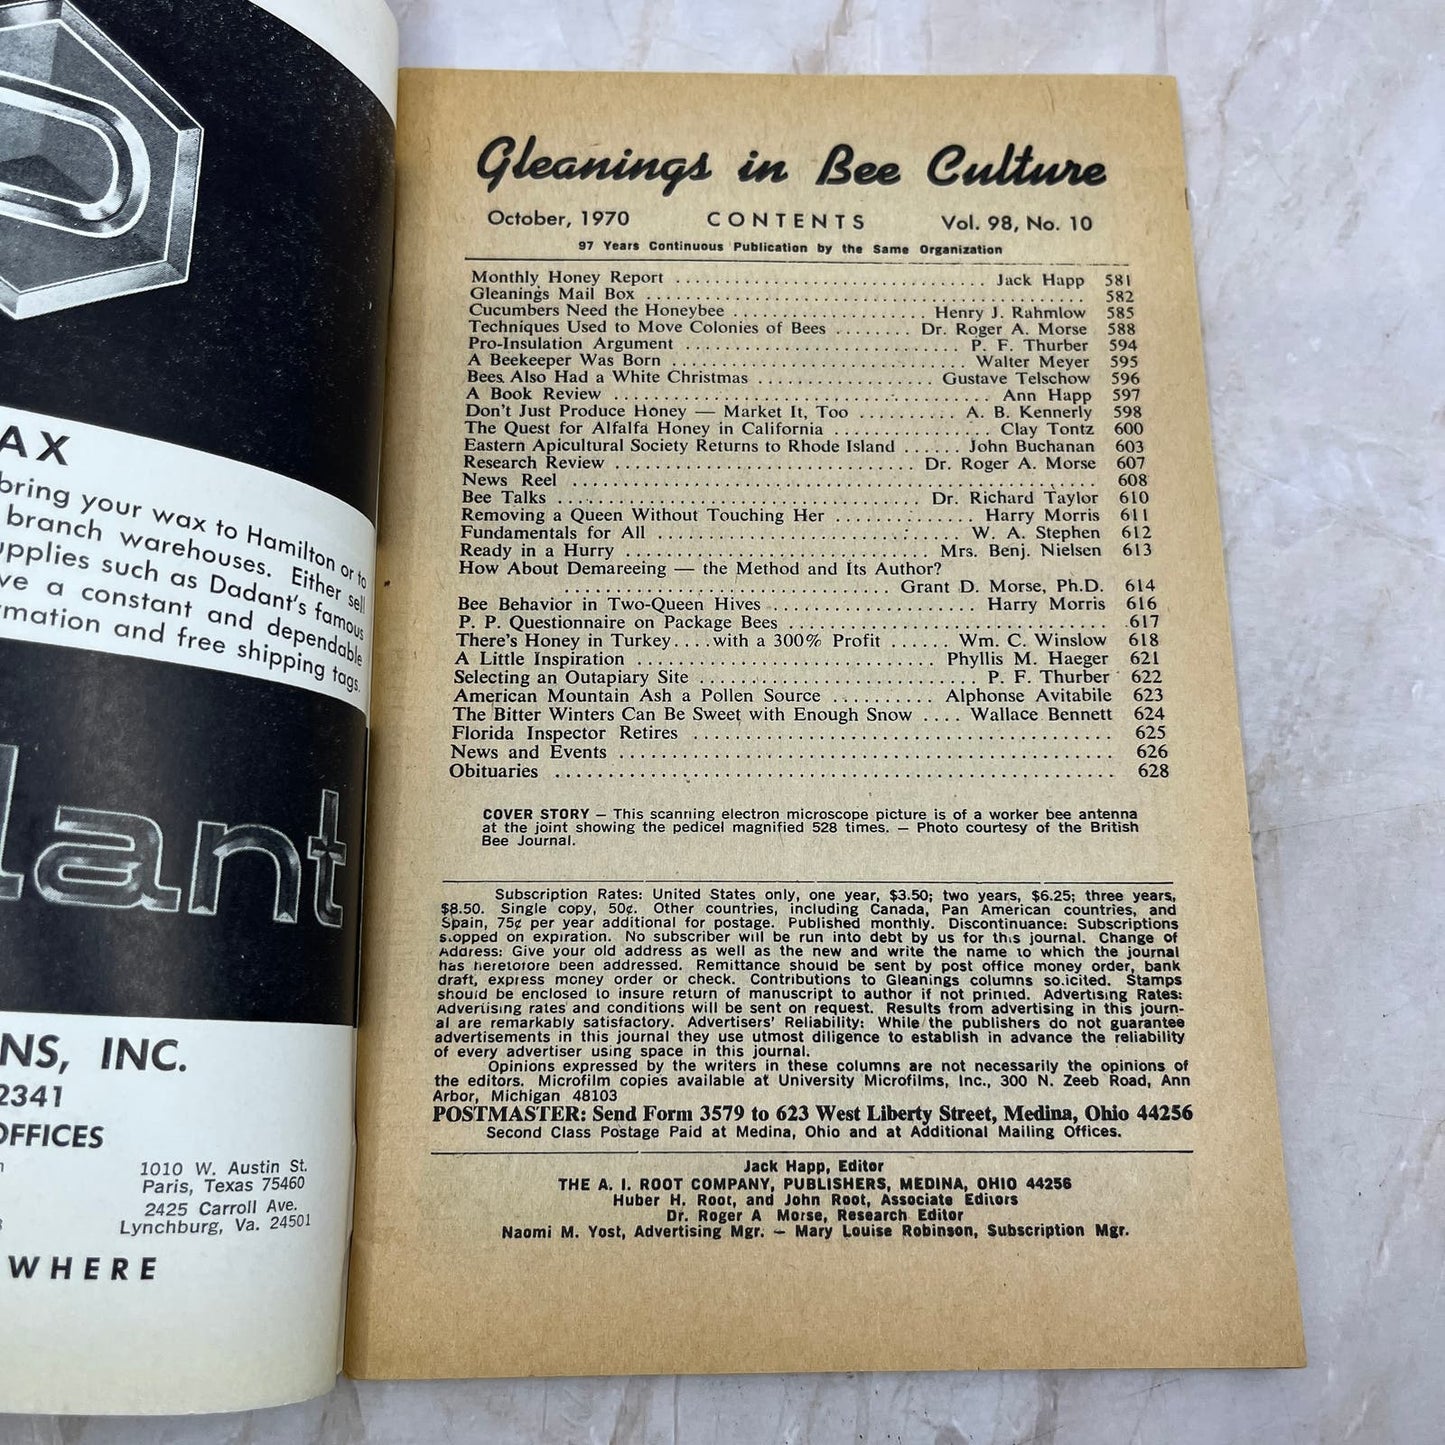 AX
bring your wax to Hamilton or to
branch warehouses. Either sell
supplies such as Dadant's famous
ve a constant and dependable
rmation and free shipping tags.
lant
NS, INC.
2341
OFFICES
1010 W. Austin St.
Paris, Texas 75460
2425 Carroll Ave.
Lynchburg, Va. 24501
WHERE
Gleanings in Bee Culture
October, 1970 CONTENTS Vol. 98, No. 10
97 Years Continuous Publication by the Same Organization
Monthly Honey Report .......... Jack Happ 581
Gleanings Mail Box .......... 582
Cucumbers Need the Honeybee .......... Henry J. Rahmlow 585
Techniques Used to Move Colonies of Bees ........ Dr. Roger A. Morse 588
Pro-Insulation Argument .......... P. F. Thurber 594
A Beekeeper Was Born .......... Walter Meyer 595
Bees Also Had a White Christmas .......... Gustave Telschow 596
A Book Review .......... Ann Happ 597
Don't Just Produce Honey — Market It, Too .......... A. B. Kennerly 598
The Quest for Alfalfa Honey in California .......... Clay Tontz 600
Eastern Apicultural Society Returns to Rhode Island ...... John Buchanan 603
Research Review .......... Dr. Roger A. Morse 607
News Reel .......... 608
Bee Talks .......... Dr. Richard Taylor 610
Removing a Queen Without Touching Her .......... Harry Morris 611
Fundamentals for All .......... W. A. Stephen 612
Ready in a Hurry .......... Mrs. Benj. Nielsen 613
How About Demareeing — the Method and Its Author?
.......... Grant D. Morse, Ph.D. 614
Bee Behavior in Two-Queen Hives .......... Harry Morris 616
P. P. Questionnaire on Package Bees .......... 617
There's Honey in Turkey....with a 300% Profit ...... Wm. C. Winslow 618
A Little Inspiration .......... Phyllis M. Haeger 621
Selecting an Outapiary Site .......... P. F. Thurber 622
American Mountain Ash a Pollen Source .......... Alphonse Avitabile 623
The Bitter Winters Can Be Sweet with Enough Snow .... Wallace Bennett 624
Florida Inspector Retires .......... 625
News and Events .......... 626
Obituaries .......... 628
COVER STORY — This scanning electron microscope picture is of a worker bee antenna
at the joint showing the pedicel magnified 528 times. — Photo courtesy of the British
Bee Journal.
Subscription Rates: United States only, one year, $3.50; two years, $6.25; three years,
$8.50. Single copy, 50¢. Other countries, including Canada, Pan American countries, and
Spain, 75¢ per year additional for postage. Published monthly. Discontinuance: Subscriptions
stopped on expiration. No subscriber will be run into debt by us for this journal. Change of
Address: Give your old address as well as the new and write the name to which the journal
has heretofore been addressed. Remittance should be sent by post office money order, bank
draft, express money order or check. Contributions to Gleanings columns solicited. Stamps
should be enclosed to insure return of manuscript to author if not printed. Advertising Rates:
Advertising rates and conditions will be sent on request. Results from advertising in this journ-
al are remarkably satisfactory. Advertisers' Reliability: While the publishers do not guarantee
advertisements in this journal they use utmost diligence to establish in advance the reliability
of every advertiser using space in this journal.
Opinions expressed by the writers in these columns are not necessarily the opinions of
the editors. Microfilm copies available at University Microfilms, Inc., 300 N. Zeeb Road, Ann
Arbor, Michigan 48103
POSTMASTER: Send Form 3579 to 623 West Liberty Street, Medina, Ohio 44256
Second Class Postage Paid at Medina, Ohio and at Additional Mailing Offices.
Jack Happ, Editor
THE A. I. ROOT COMPANY, PUBLISHERS, MEDINA, OHIO 44256
Huber H. Root, and John Root, Associate Editors
Dr. Roger A Morse, Research Editor
Naomi M. Yost, Advertising Mgr. — Mary Louise Robinson, Subscription Mgr.